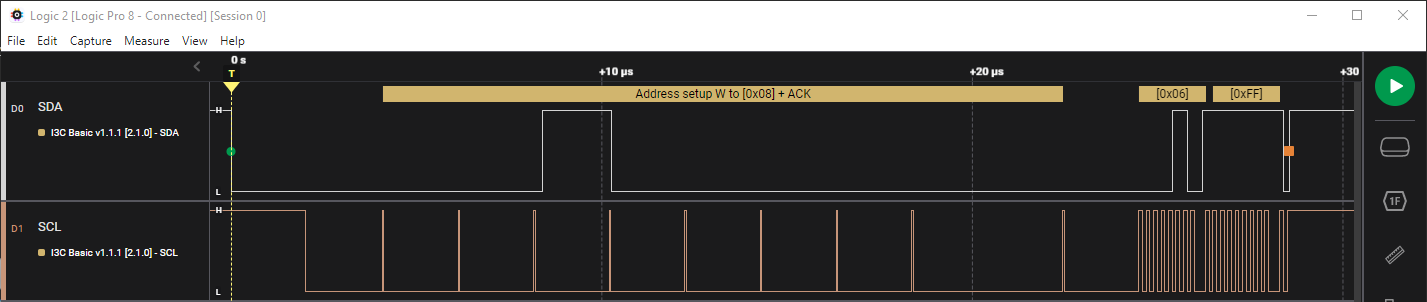 Logic 2 [Logic Pro 8 - Connected] [Session 0]
File Edit Capture Measure View Help
0 s
T
+10 µs
+20 µs
+30
D0 SDA
I3C Basic v1.1.1 [2.1.0] - SDA
H
L
Address setup W to [0x08] + ACK
[0x06]
[0xFF]
D1 SCL
I3C Basic v1.1.1 [2.1.0] - SCL
H
L
1F